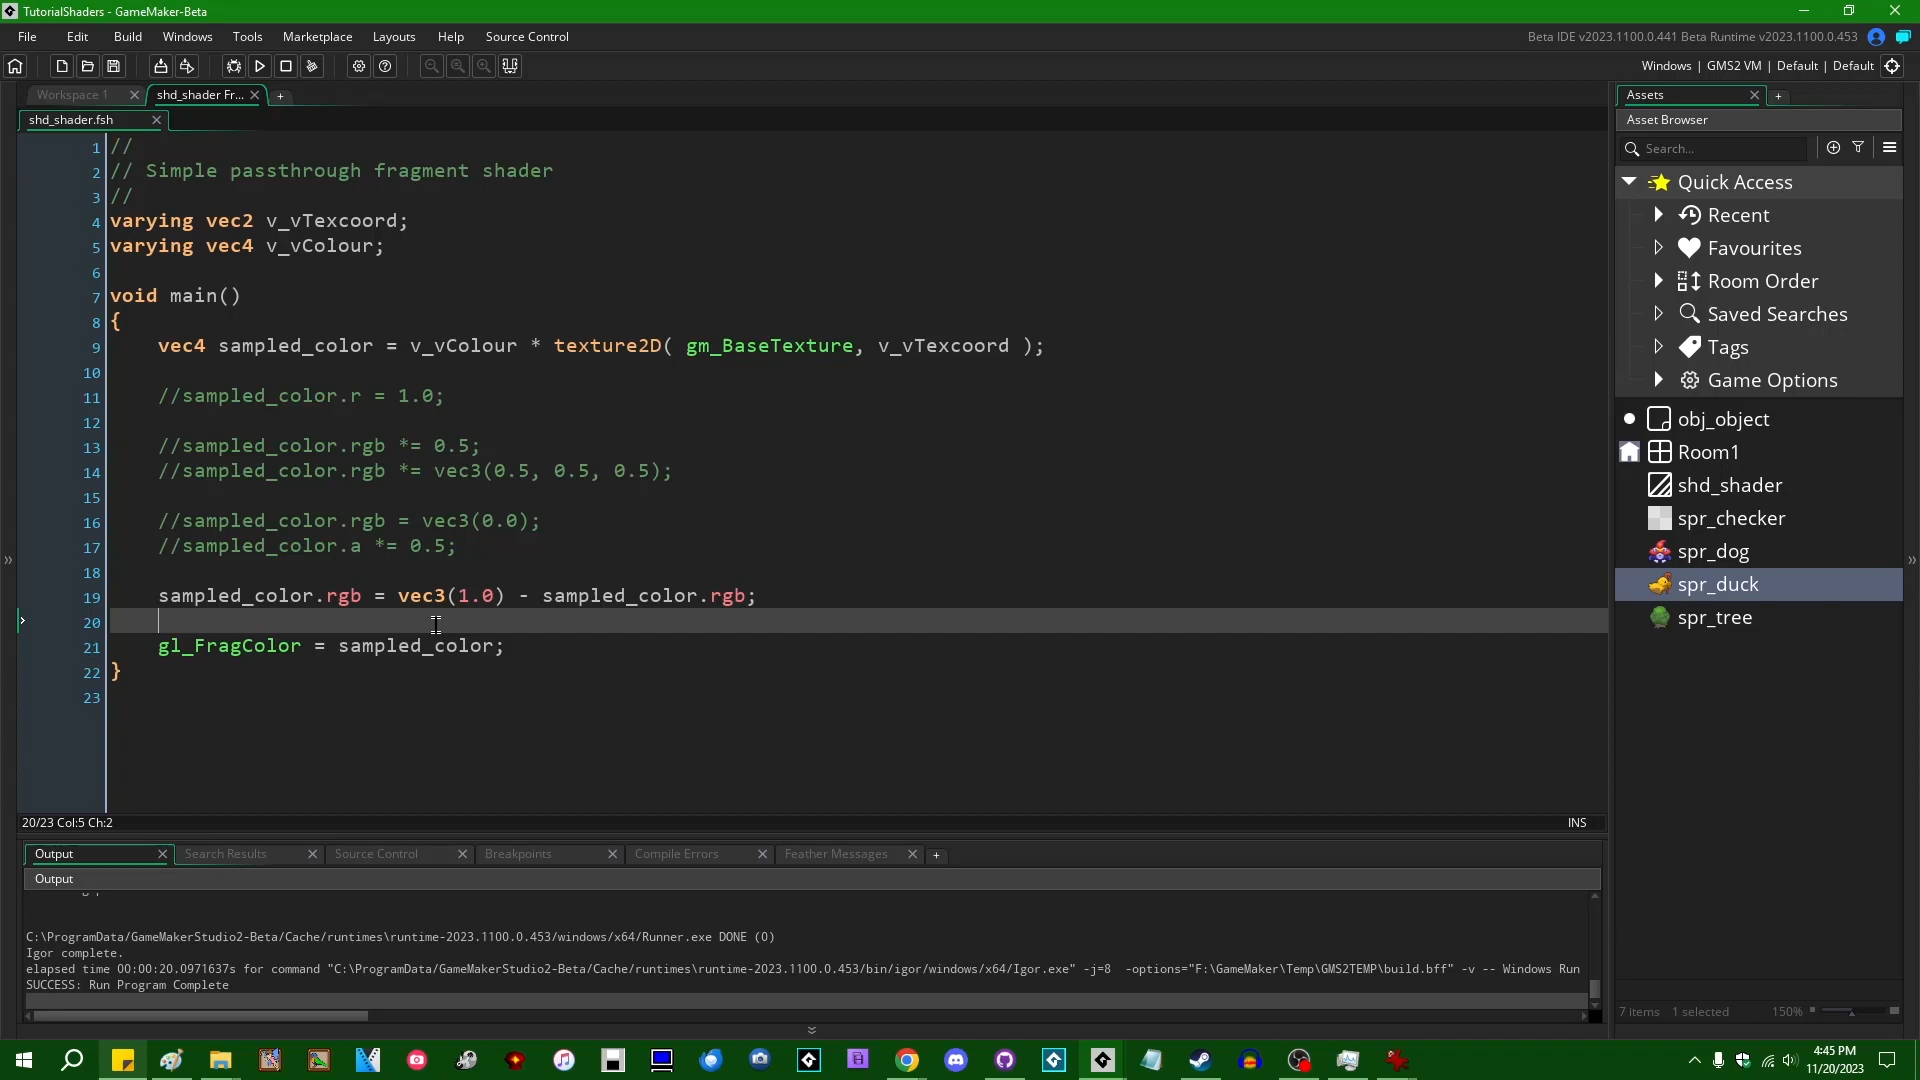 TutorialShaders - GameMaker-Beta
File Edit Build Windows Tools Marketplace Layouts Help Source Control
Beta IDE v2023.1100.0.441 Beta Runtime v2023.1100.0.453
Windows | GMS2 VM | Default | Default
Workspace 1
shd_shader Fr...
shd_shader.fsh
1 //
2 // Simple passthrough fragment shader
3 //
4 varying vec2 v_vTexcoord;
5 varying vec4 v_vColour;
6
7 void main()
8 {
9 vec4 sampled_color = v_vColour * texture2D( gm_BaseTexture, v_vTexcoord );
10
11 //sampled_color.r = 1.0;
12
13 //sampled_color.rgb *= 0.5;
14 //sampled_color.rgb *= vec3(0.5, 0.5, 0.5);
15
16 //sampled_color.rgb = vec3(0.0);
17 //sampled_color.a *= 0.5;
18
19 sampled_color.rgb = vec3(1.0) - sampled_color.rgb;
20
21 gl_FragColor = sampled_color;
22 }
23
20/23 Col:5 Ch:2
INS
Output Search Results Source Control Breakpoints Compile Errors Feather Messages
Output
C:\ProgramData/GameMakerStudio2-Beta/Cache/runtimes\runtime-2023.1100.0.453/windows/x64/Runner.exe DONE (0)
Igor complete.
elapsed time 00:00:20.0971637s for command "C:\ProgramData/GameMakerStudio2-Beta/Cache/runtimes\runtime-2023.1100.0.453/bin/igor/windows/x64/Igor.exe" -j=8 -options="F:\GameMaker\Temp\GMS2TEMP\build.bff" -v -- Windows Run
SUCCESS: Run Program Complete
Assets
Asset Browser
Search...
Quick Access
Recent
Favourites
Room Order
Saved Searches
Tags
Game Options
obj_object
Room1
shd_shader
spr_checker
spr_dog
spr_duck
spr_tree
7 items 1 selected 150%
4:45 PM
11/20/2023